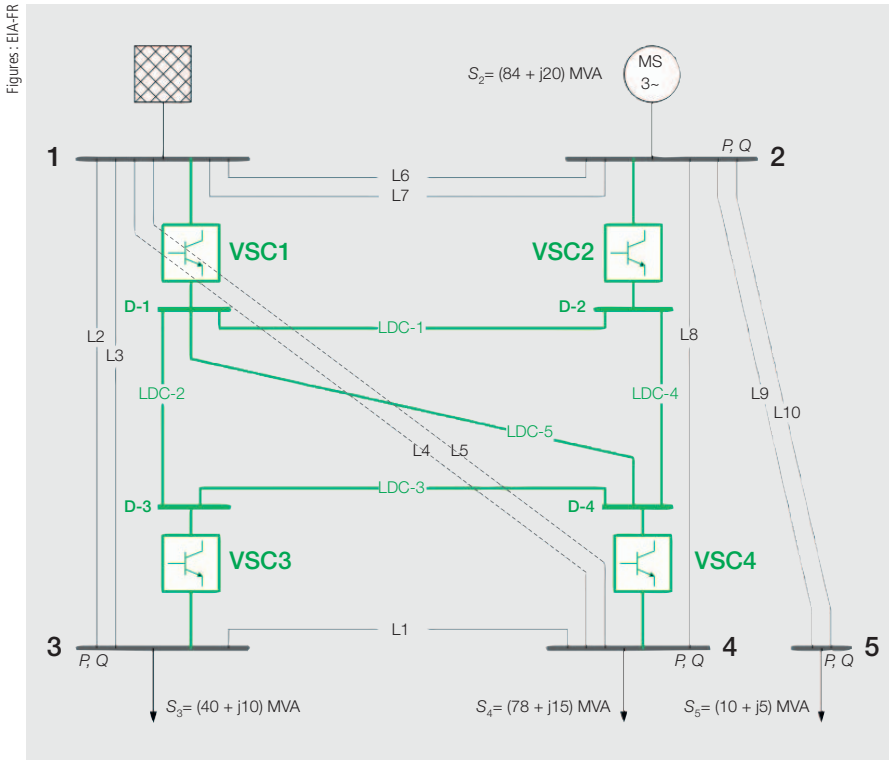 Figures : EIA-FR
S2= (84 + j20) MVA
MS
3~
1
P, Q
2
L6
L7
VSC1
VSC2
D-1
D-2
LDC-1
L2
L3
L8
LDC-2
LDC-4
L9
L10
LDC-5
L4
L5
LDC-3
D-3
D-4
VSC3
VSC4
L1
3
4
5
P, Q
P, Q
P, Q
S3= (40 + j10) MVA
S4= (78 + j15) MVA
S5= (10 + j5) MVA